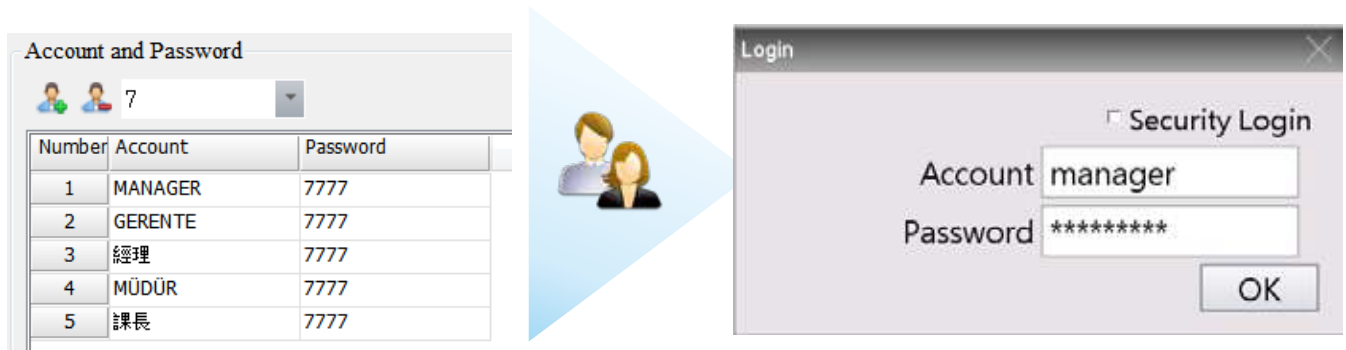 Account and Password
7
Number Account Password
1 MANAGER 7777
2 GERENTE 7777
3 經理 7777
4 MÜDÜR 7777
5 課長 7777
Login
Security Login
Account manager
Password *********
OK